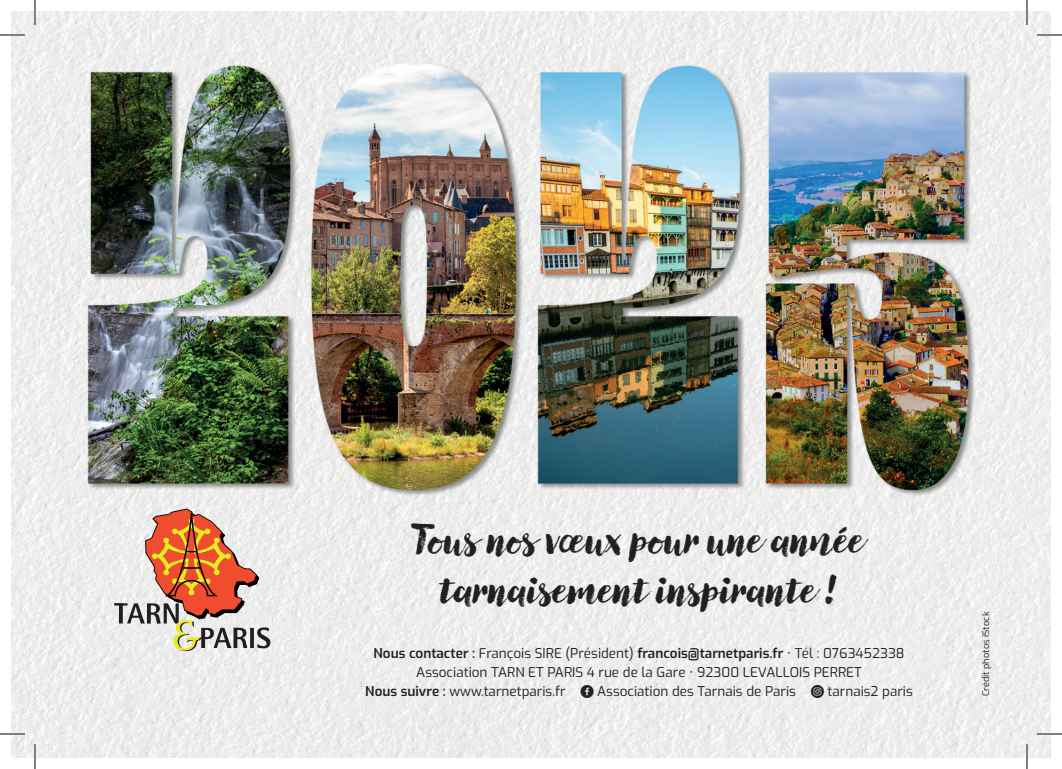 2025
Tous nos vœux pour une année
tarnaisement inspirante !
TARN
&PARIS
Nous contacter : François SIRE (Président) francois@tarnetparis.fr · Tél : 0763452338
Association TARN ET PARIS 4 rue de la Gare · 92300 LEVALLOIS PERRET
Nous suivre : www.tarnetparis.fr Association des Tarnais de Paris tarnais2 paris
Crédit photos iStock